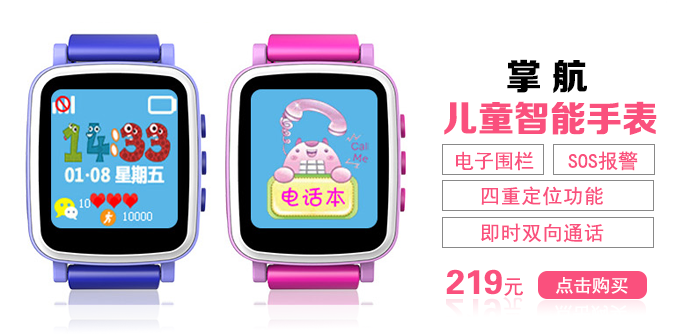 14:33
01·08 星期五
10
10000
Call
Me
电话本
掌航
儿童智能手表
电子围栏 SOS报警
四重定位功能
即时双向通话
219元 点击购买